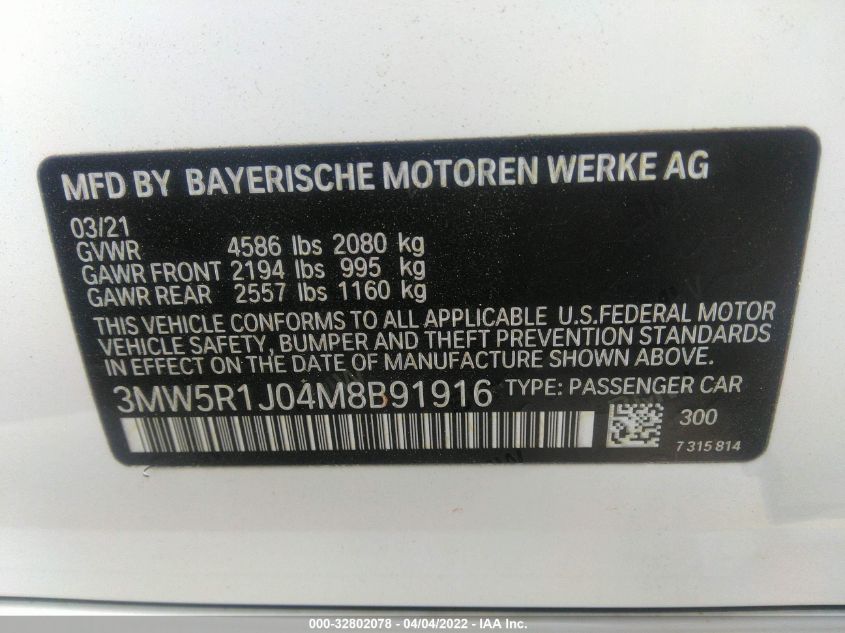 MFD BY BAYERISCHE MOTOREN WERKE AG
03/21
GVWR 4586 lbs 2080 kg
GAWR FRONT 2194 lbs 995 kg
GAWR REAR 2557 lbs 1160 kg
THIS VEHICLE CONFORMS TO ALL APPLICABLE U.S.FEDERAL MOTOR
VEHICLE SAFETY, BUMPER AND THEFT PREVENTION STANDARDS
IN EFFECT ON THE DATE OF MANUFACTURE SHOWN ABOVE.
3MW5R1J04M8B91916 TYPE: PASSENGER CAR
300
7315814
000-32802078 - 04/04/2022 - IAA Inc.